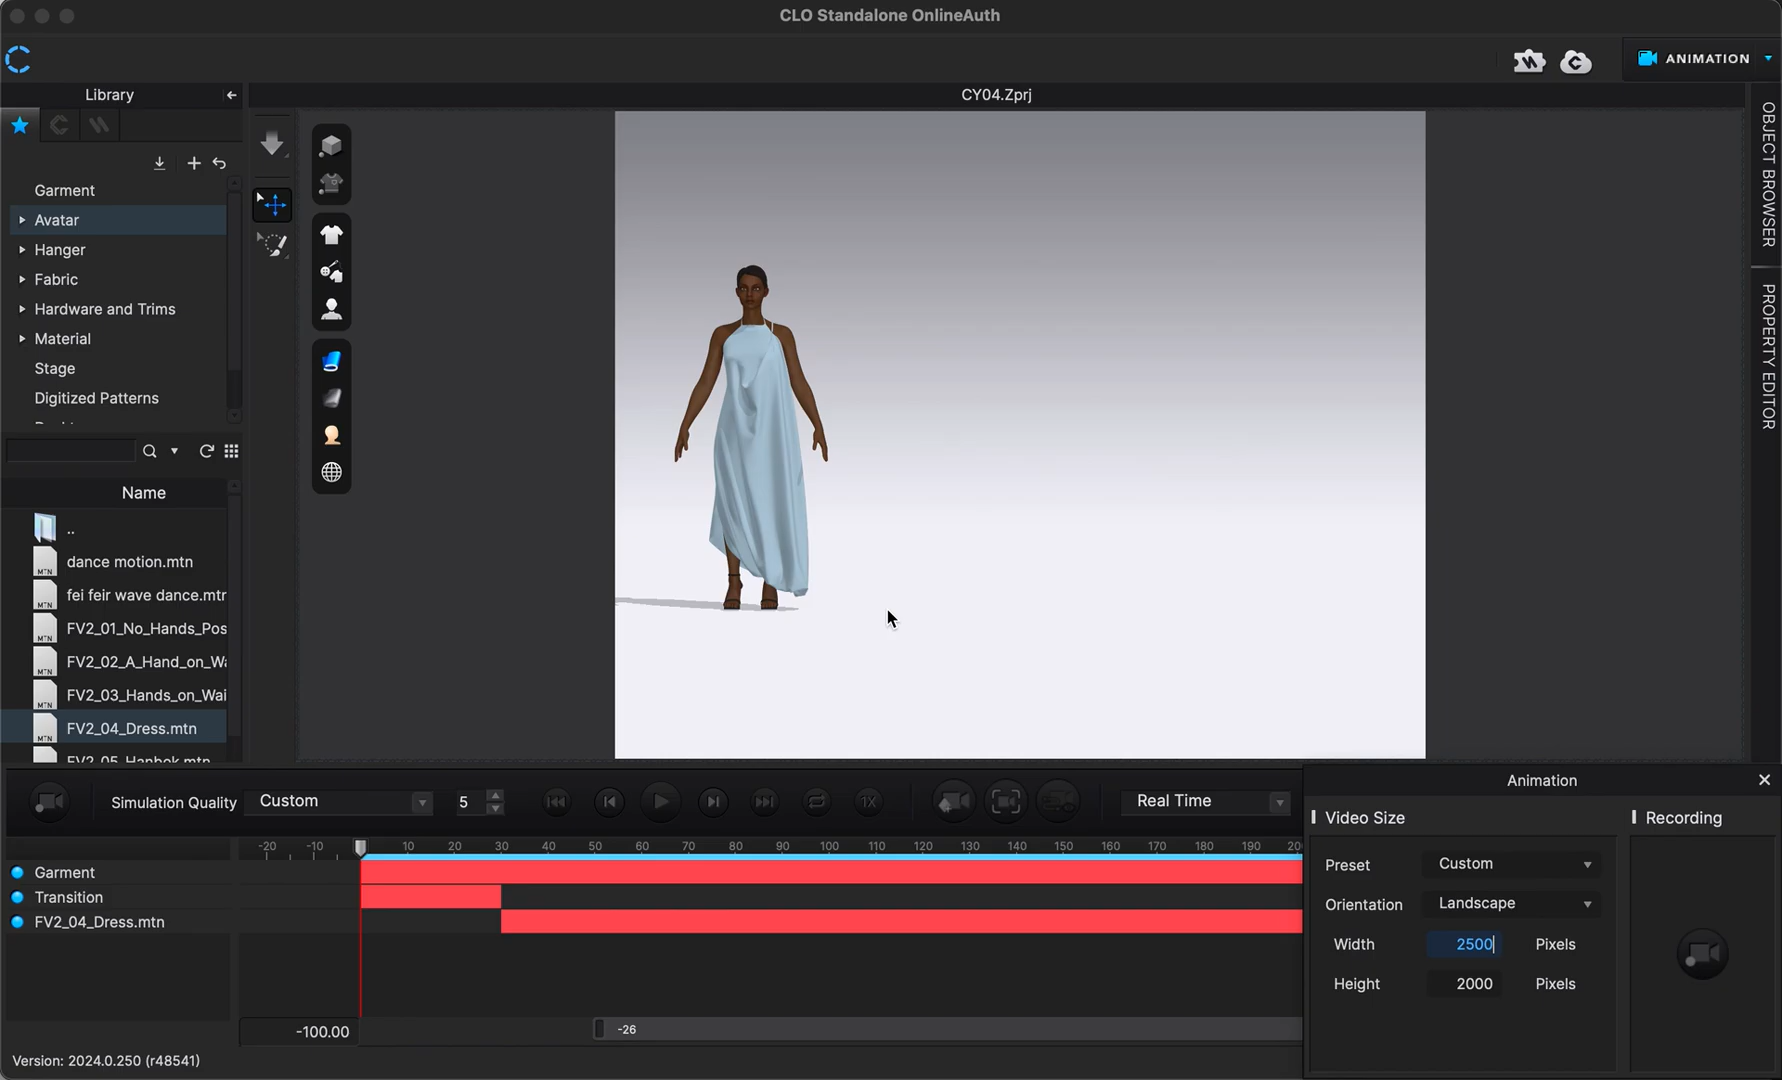 CLO Standalone OnlineAuth
ANIMATION
Library
CY04.Zprj
OBJECT BROWSER
PROPERTY EDITOR
Garment
Avatar
Hanger
Fabric
Hardware and Trims
Material
Stage
Digitized Patterns
Name
..
dance motion.mtn
fei feir wave dance.mtr
FV2_01_No_Hands_Pos
FV2_02_A_Hand_on_Wa
FV2_03_Hands_on_Wai
FV2_04_Dress.mtn
FV2_05_Hanbok.mtn
Simulation Quality Custom 5 1X Real Time
-20 -10 10 20 30 40 50 60 70 80 90 100 110 120 130 140 150 160 170 180 190 20
Garment
Transition
FV2_04_Dress.mtn
-100.00 -26
Animation
Video Size Recording
Preset Custom
Orientation Landscape
Width 2500 Pixels
Height 2000 Pixels
Version: 2024.0.250 (r48541)